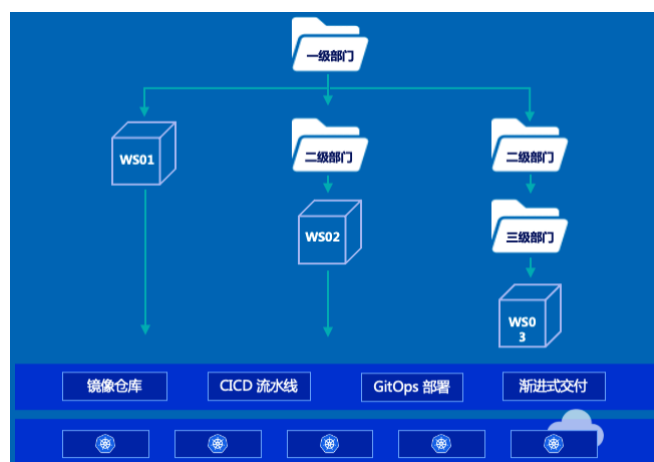 一级部门
WS01
二级部门
二级部门
WS02
三级部门
WS0
3
镜像仓库
CICD 流水线
GitOps 部署
渐进式交付